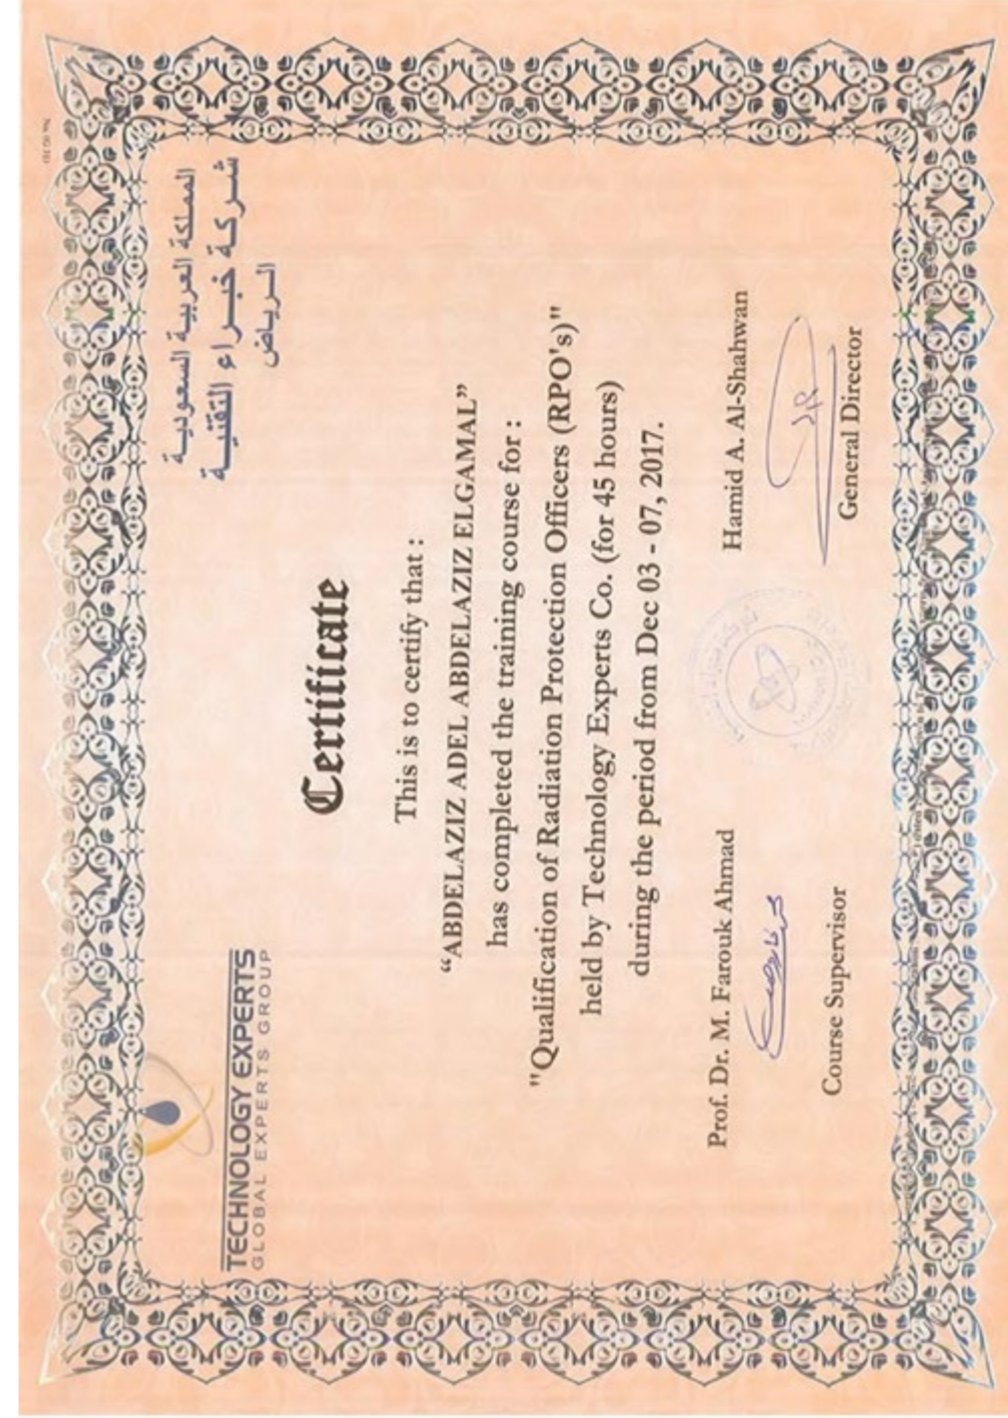 TECHNOLOGY EXPERTS
GLOBAL EXPERTS GROUP
المملكة العربية السعودية
شركة خبراء التقنية
الرياض
Certificate
This is to certify that :
“ABDELAZIZ ADEL ABDELAZIZ ELGAMAL”
has completed the training course for :
"Qualification of Radiation Protection Officers (RPO's)"
held by Technology Experts Co. (for 45 hours)
during the period from Dec 03 - 07, 2017.
Prof. Dr. M. Farouk Ahmad
Hamid A. Al-Shahwan
Course Supervisor
General Director